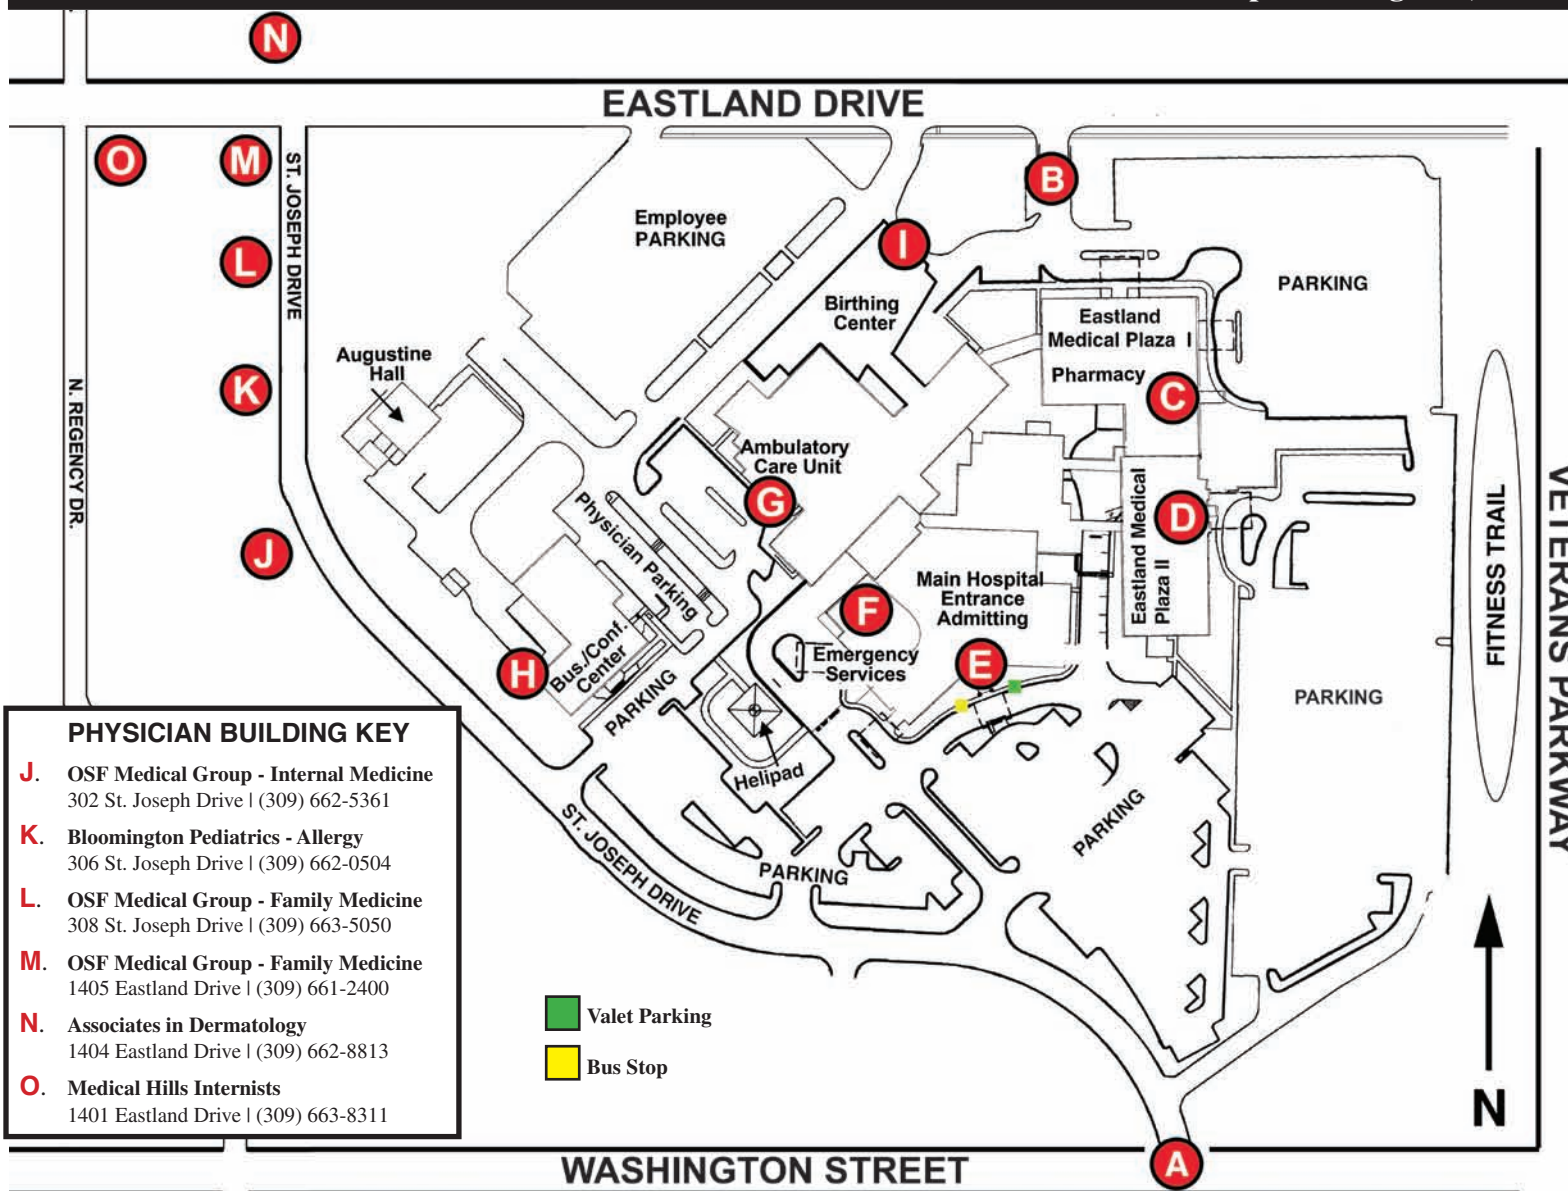 N
EASTLAND DRIVE
O
M
B
ST. JOSEPH DRIVE
Employee
PARKING
L
I
PARKING
Birthing
Center
Eastland
Medical Plaza I
Pharmacy
Augustine
Hall
K
C
N. REGENCY DR.
Ambulatory
Care Unit
G
D
Eastland Medical
Plaza II
VETERANS PARKWAY
FITNESS TRAIL
Physician Parking
J
Main Hospital
Entrance
Admitting
F
E
Emergency
Services
H
Bus./Conf.
Center
PARKING
PARKING
Helipad
PARKING
PARKING
ST. JOSEPH DRIVE
PHYSICIAN BUILDING KEY
J. OSF Medical Group - Internal Medicine
302 St. Joseph Drive | (309) 662-5361
K. Bloomington Pediatrics - Allergy
306 St. Joseph Drive | (309) 662-0504
L. OSF Medical Group - Family Medicine
308 St. Joseph Drive | (309) 663-5050
M. OSF Medical Group - Family Medicine
1405 Eastland Drive | (309) 661-2400
N. Associates in Dermatology
1404 Eastland Drive | (309) 662-8813
O. Medical Hills Internists
1401 Eastland Drive | (309) 663-8311
Valet Parking
Bus Stop
N
WASHINGTON STREET
A